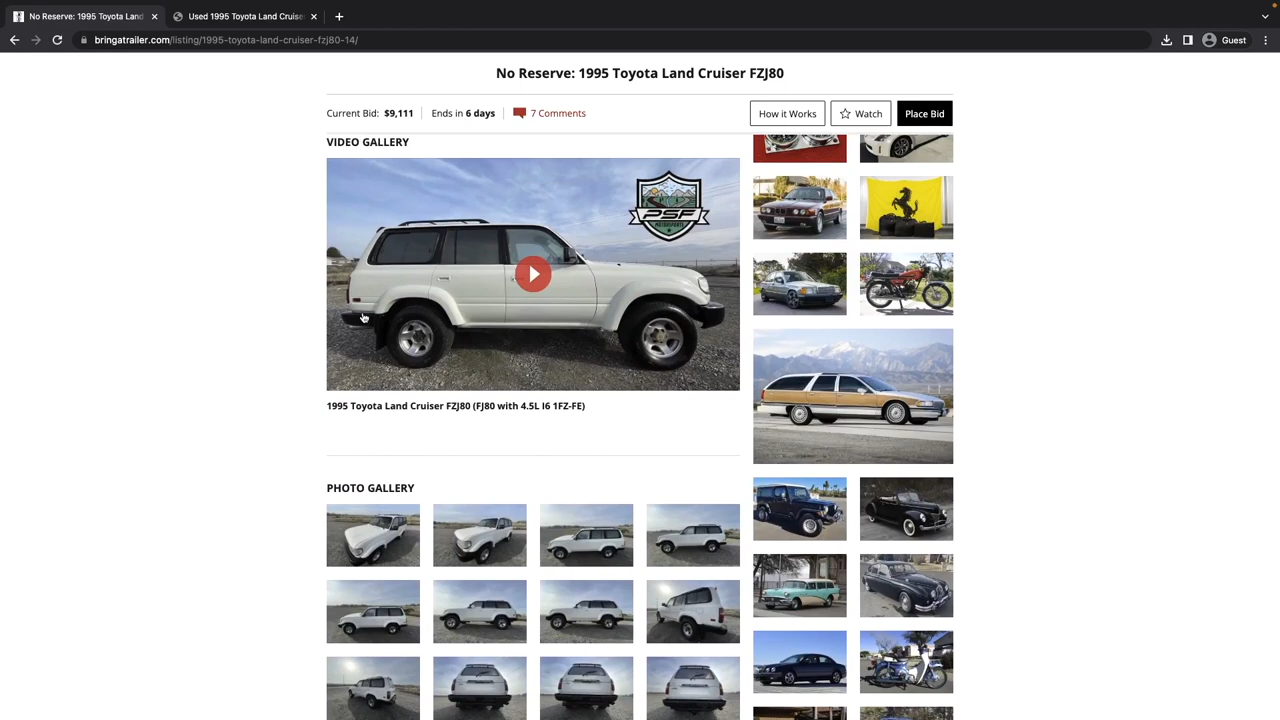 No Reserve: 1995 Toyota Land
Used 1995 Toyota Land Cruiser
bringatrailer.com/listing/1995-toyota-land-cruiser-fzj80-14/
Guest
No Reserve: 1995 Toyota Land Cruiser FZJ80
Current Bid: $9,111
Ends in 6 days
7 Comments
How it Works
Watch
Place Bid
VIDEO GALLERY
PSF
MOTORSPORTS
1995 Toyota Land Cruiser FZJ80 (FJ80 with 4.5L I6 1FZ-FE)
PHOTO GALLERY